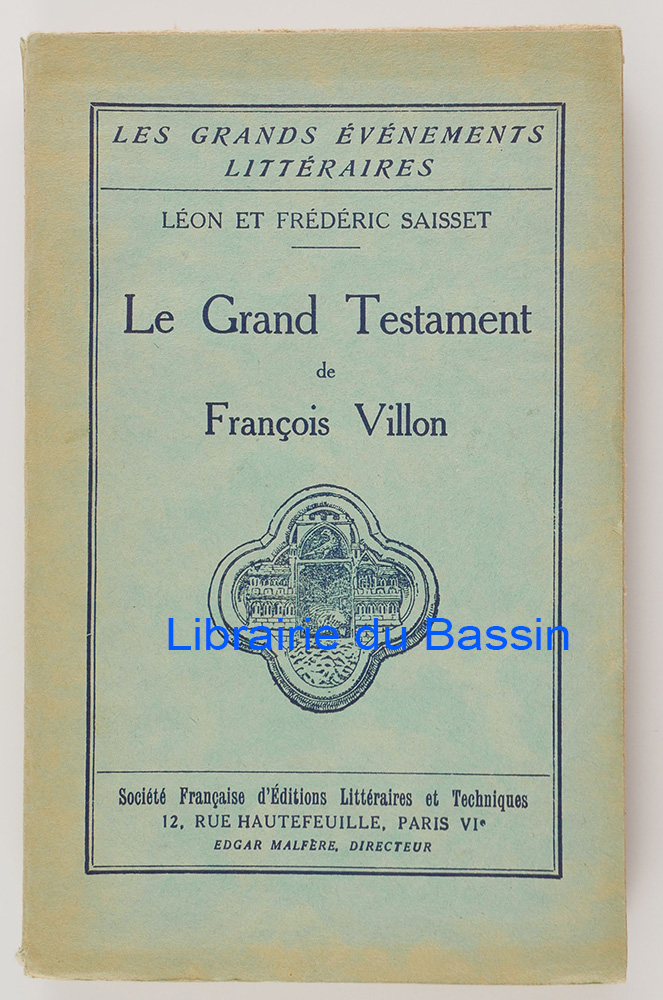 LES GRANDS ÉVÉNEMENTS
LITTÉRAIRES
LÉON ET FRÉDÉRIC SAISSET
Le Grand Testament
de
François Villon
Librairie du Bassin
Société Française d'Éditions Littéraires et Techniques
12, RUE HAUTEFEUILLE, PARIS VIe
EDGAR MALFÈRE, DIRECTEUR